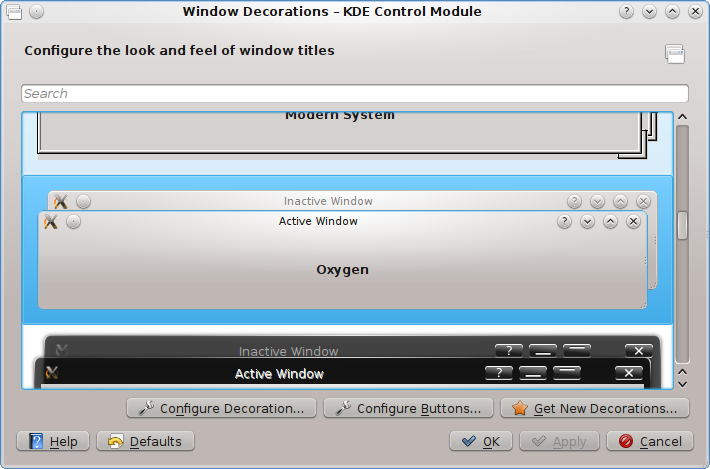 Window Decorations – KDE Control Module
Configure the look and feel of window titles
Search
Modern System
Inactive Window
Active Window
Oxygen
Inactive Window
Active Window
Configure Decoration...
Configure Buttons...
Get New Decorations...
Help
Defaults
OK
Apply
Cancel